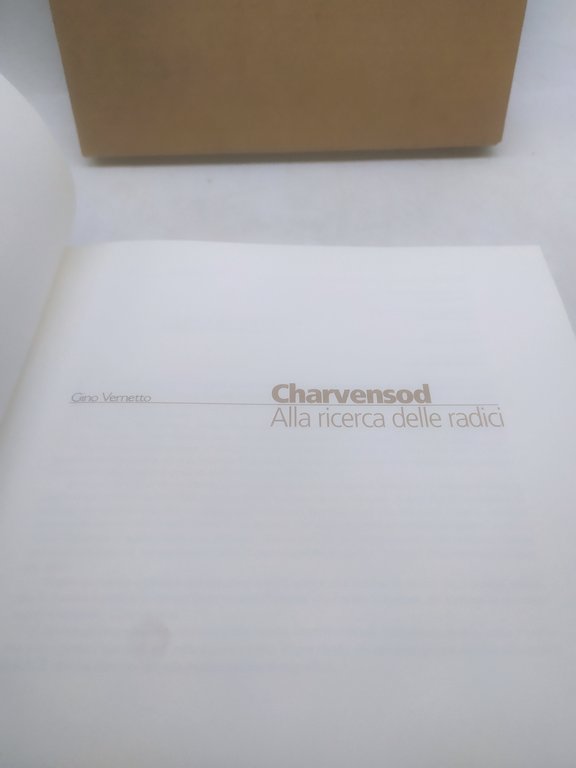 Gino Vernetto
Charvensod
Alla ricerca delle radici